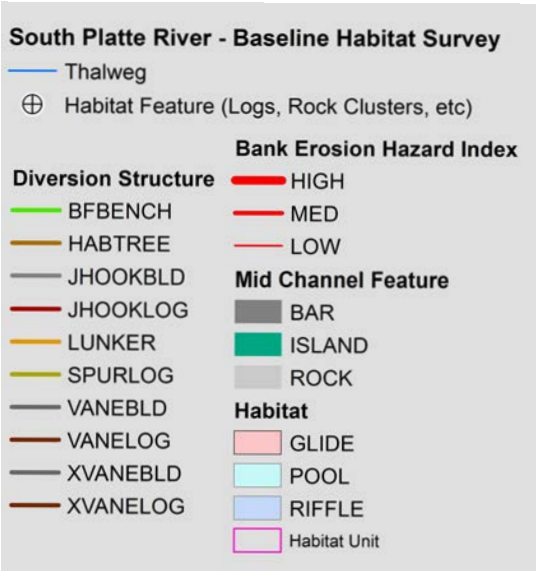 South Platte River - Baseline Habitat Survey
Thalweg
Habitat Feature (Logs, Rock Clusters, etc)
Diversion Structure
BFBENCH
HABTREE
JHOOKBLD
JHOOKLOG
LUNKER
SPURLOG
VANEBLD
VANELOG
XVANEBLD
XVANELOG
Bank Erosion Hazard Index
HIGH
MED
LOW
Mid Channel Feature
BAR
ISLAND
ROCK
Habitat
GLIDE
POOL
RIFFLE
Habitat Unit